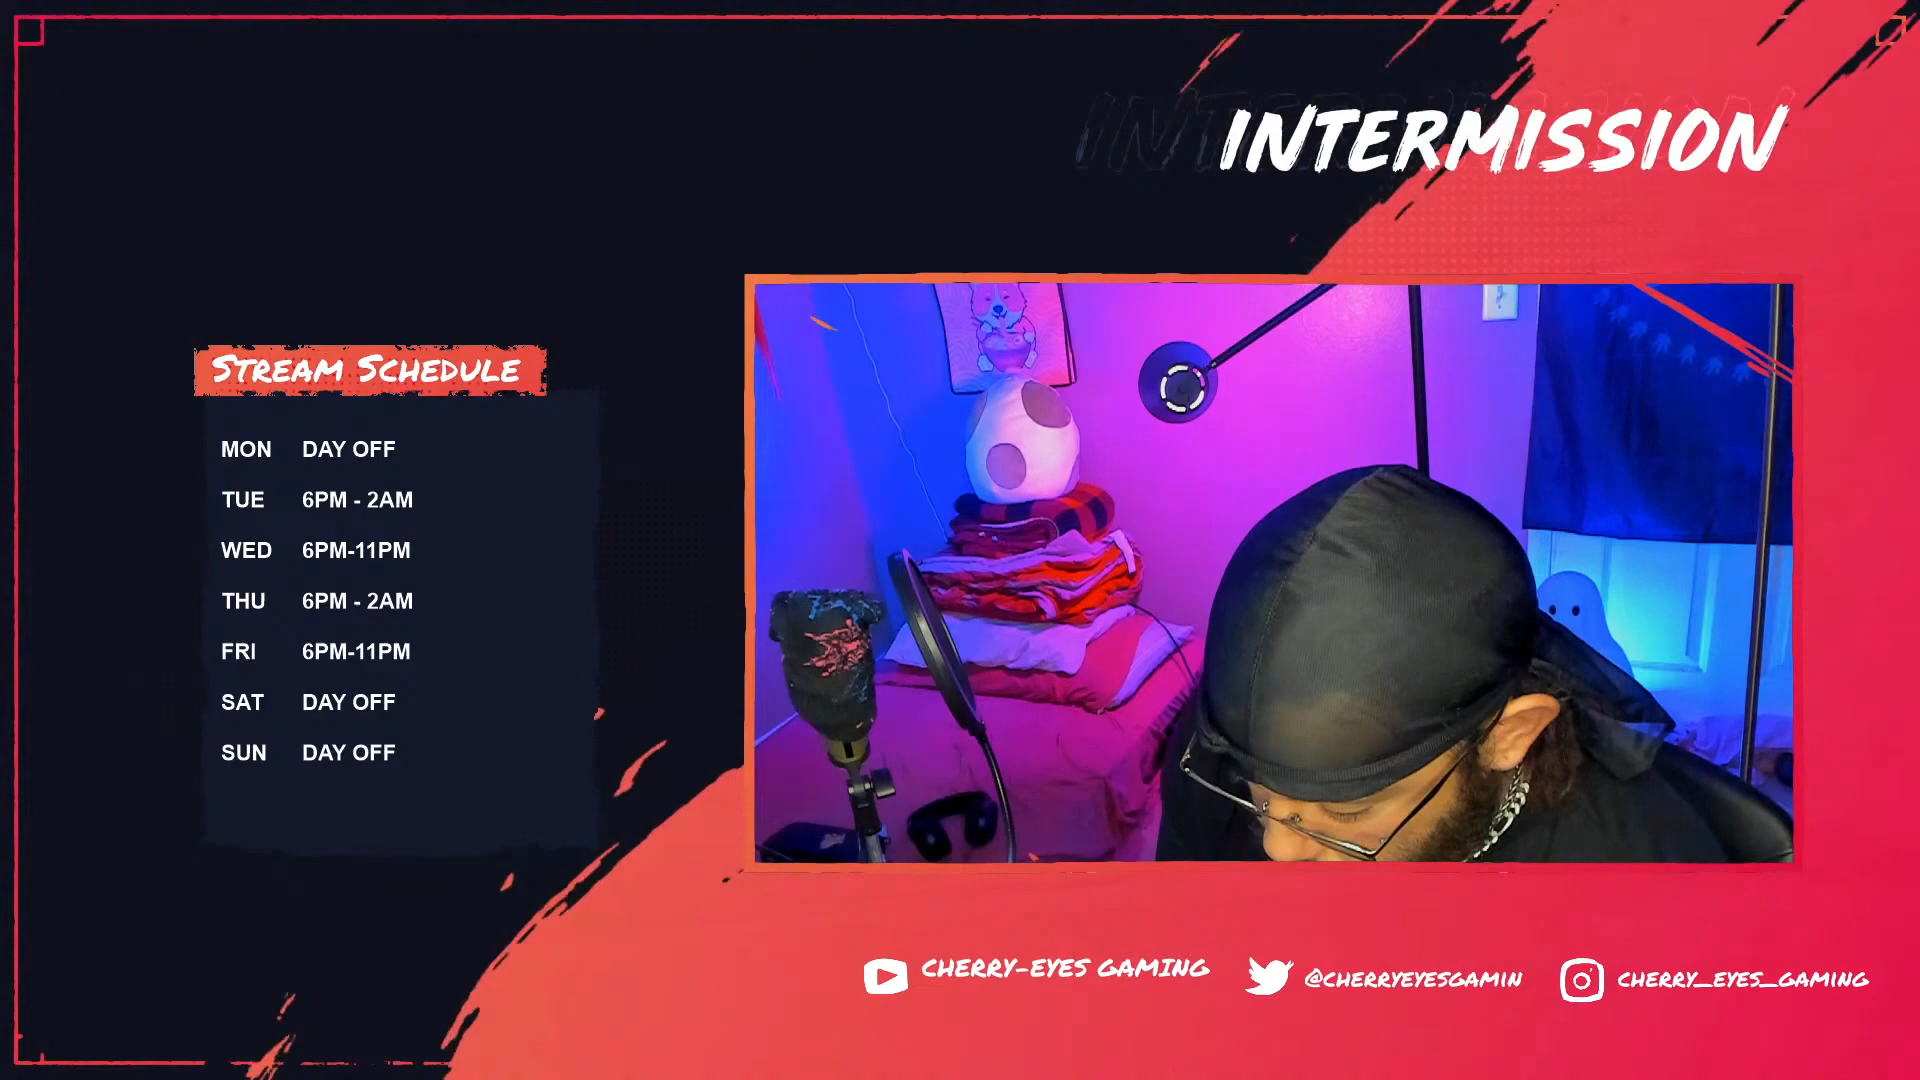 INTERMISSION
STREAM SCHEDULE
MON DAY OFF
TUE 6PM - 2AM
WED 6PM-11PM
THU 6PM - 2AM
FRI 6PM-11PM
SAT DAY OFF
SUN DAY OFF
CHERRY-EYES GAMING
@CHERRYEYESGAMIN
CHERRY_EYES_GAMING